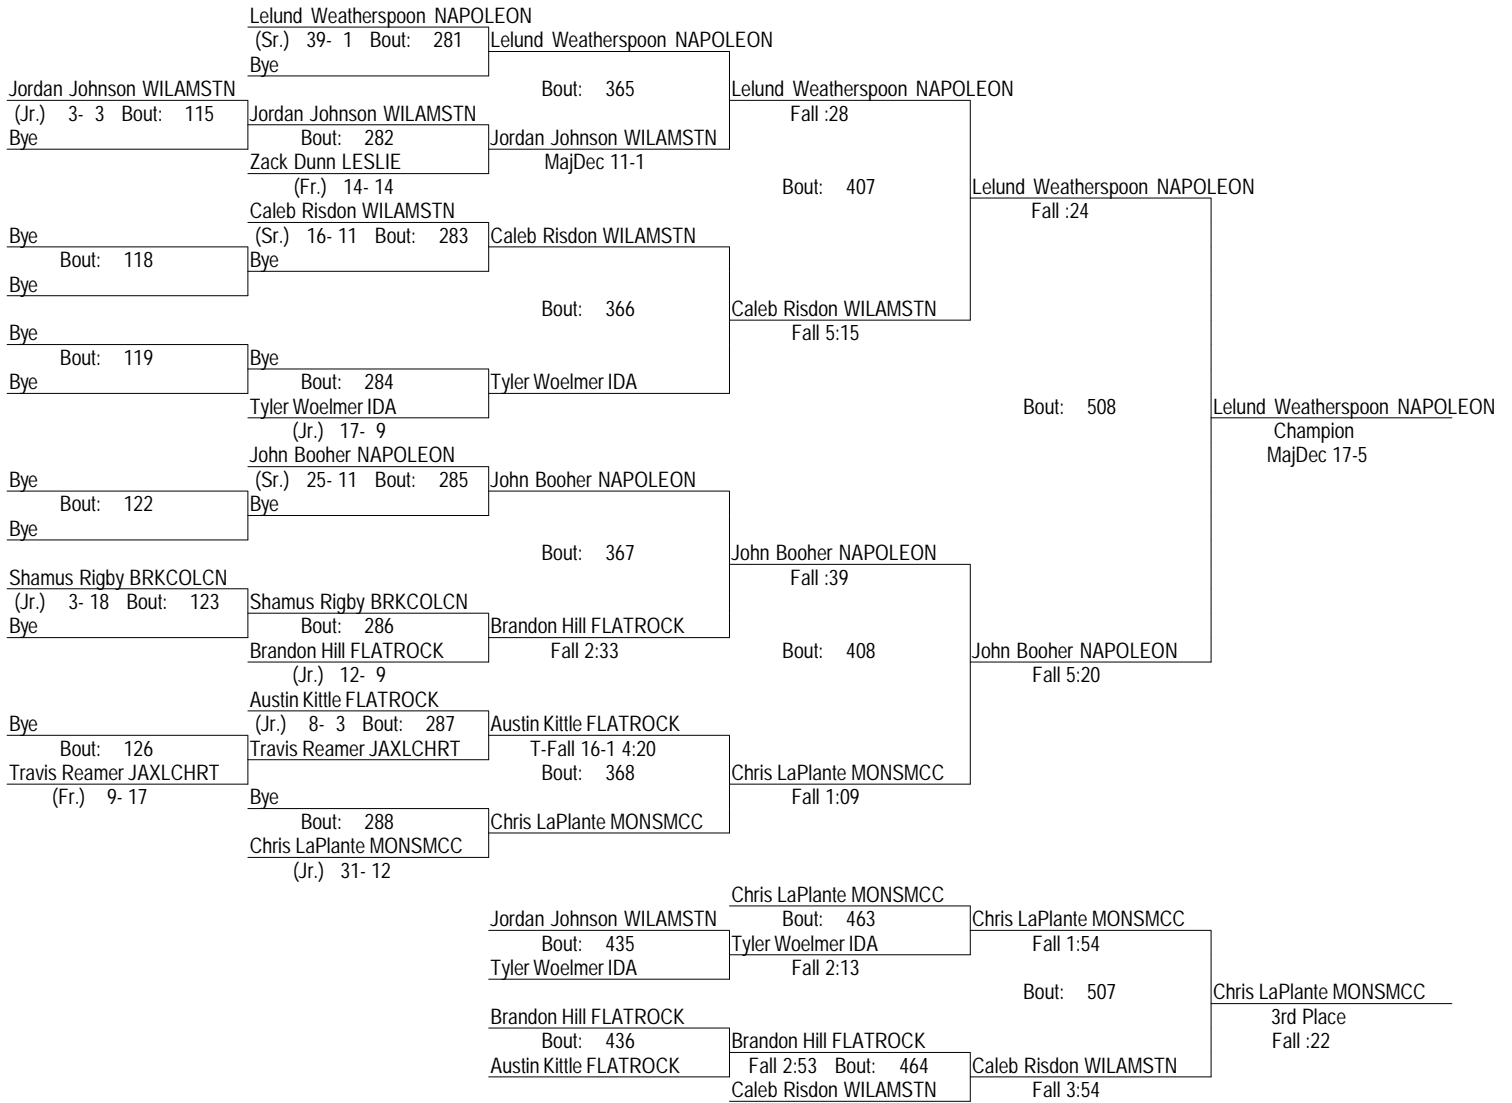 Lelund Weatherspoon NAPOLEON
(Sr.) 39- 1 Bout: 281
Bye
Lelund Weatherspoon NAPOLEON
Jordan Johnson WILAMSTN
(Jr.) 3- 3 Bout: 115
Bye
Bout: 365
Lelund Weatherspoon NAPOLEON
Fall :28
Jordan Johnson WILAMSTN
Bout: 282
Zack Dunn LESLIE
(Fr.) 14- 14
Jordan Johnson WILAMSTN
MajDec 11-1
Bout: 407
Lelund Weatherspoon NAPOLEON
Fall :24
Caleb Risdon WILAMSTN
(Sr.) 16- 11 Bout: 283
Bye
Caleb Risdon WILAMSTN
Bye
Bout: 118
Bye
Bout: 366
Caleb Risdon WILAMSTN
Fall 5:15
Bye
Bout: 119
Bye
Bye
Bout: 284
Tyler Woelmer IDA
(Jr.) 17- 9
Tyler Woelmer IDA
Bout: 508
Lelund Weatherspoon NAPOLEON
Champion
MajDec 17-5
John Booher NAPOLEON
(Sr.) 25- 11 Bout: 285
Bye
John Booher NAPOLEON
Bye
Bout: 122
Bye
Bout: 367
John Booher NAPOLEON
Fall :39
Shamus Rigby BRKCOLCN
(Jr.) 3- 18 Bout: 123
Bye
Shamus Rigby BRKCOLCN
Bout: 286
Brandon Hill FLATROCK
(Jr.) 12- 9
Brandon Hill FLATROCK
Fall 2:33
Bout: 408
John Booher NAPOLEON
Fall 5:20
Austin Kittle FLATROCK
(Jr.) 8- 3 Bout: 287
Travis Reamer JAXLCHRT
Austin Kittle FLATROCK
T-Fall 16-1 4:20
Bout: 368
Bye
Bout: 126
Travis Reamer JAXLCHRT
(Fr.) 9- 17
Chris LaPlante MONSMCC
Fall 1:09
Bye
Bout: 288
Chris LaPlante MONSMCC
(Jr.) 31- 12
Chris LaPlante MONSMCC
Chris LaPlante MONSMCC
Bout: 463
Tyler Woelmer IDA
Fall 2:13
Jordan Johnson WILAMSTN
Bout: 435
Tyler Woelmer IDA
Chris LaPlante MONSMCC
Fall 1:54
Bout: 507
Chris LaPlante MONSMCC
3rd Place
Fall :22
Brandon Hill FLATROCK
Bout: 436
Austin Kittle FLATROCK
Brandon Hill FLATROCK
Fall 2:53 Bout: 464
Caleb Risdon WILAMSTN
Caleb Risdon WILAMSTN
Fall 3:54